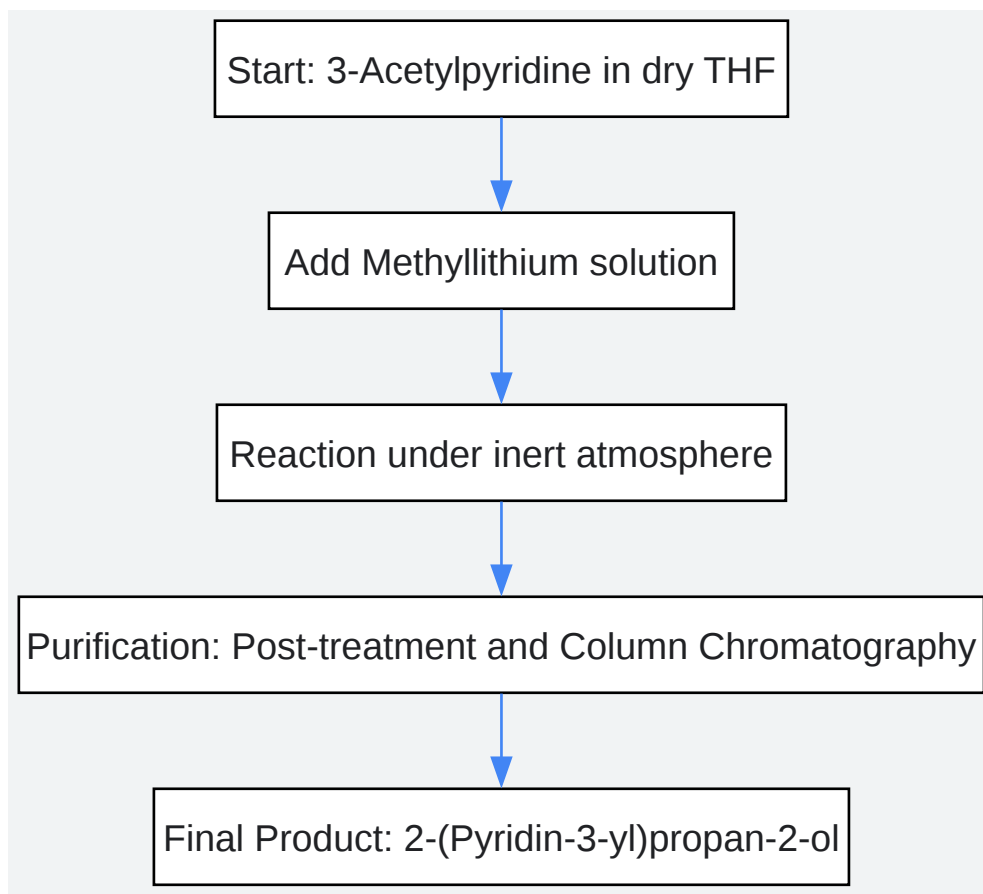 Start: 3-Acetylpyridine in dry THF
Add Methyllithium solution
Reaction under inert atmosphere
Purification: Post-treatment and Column Chromatography
Final Product: 2-(Pyridin-3-yl)propan-2-ol